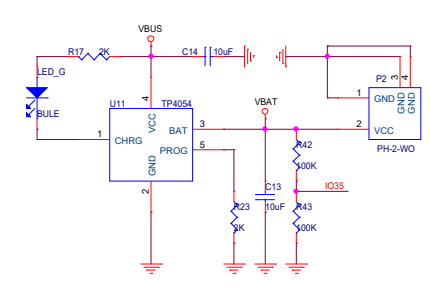 VBUS
R17 2K
C14 10uF
LED_G
BULE
P2
3
4
GND
GND
1 GND
2 VCC
PH-2-WO
U11 TP4054
4
VCC
VBAT
BAT 3
1 CHRG
PROG 5
GND
2
R42
100K
C13
10uF
IO35
R23
2K
R43
100K